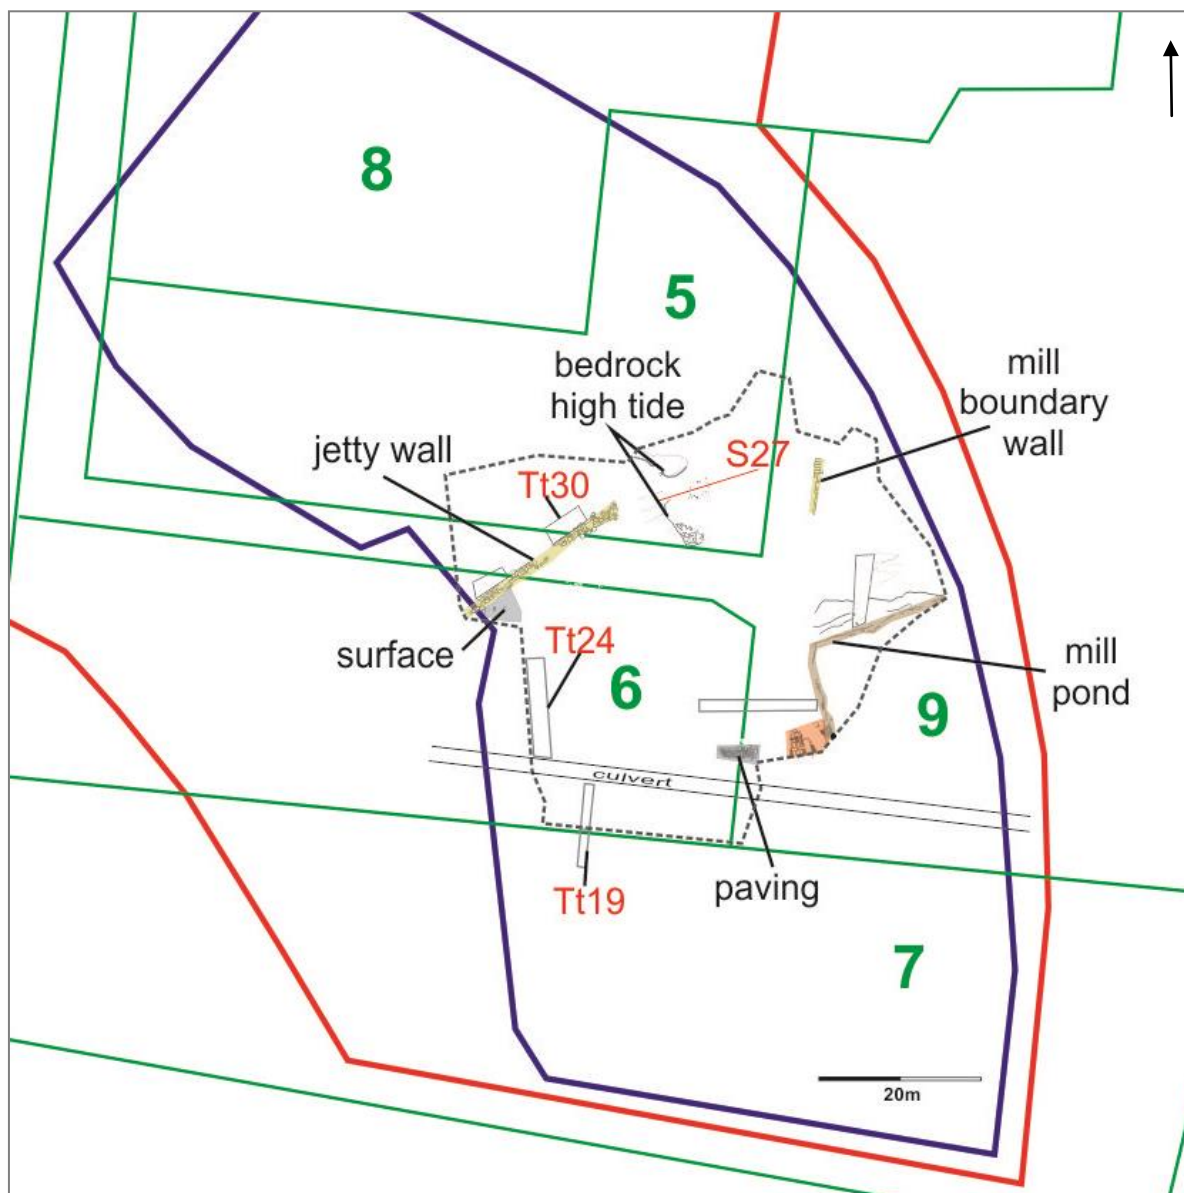 8
5
bedrock
high tide
mill
boundary
wall
jetty wall
S27
Tt30
surface
Tt24
6
mill
pond
9
culvert
paving
Tt19
7
20m